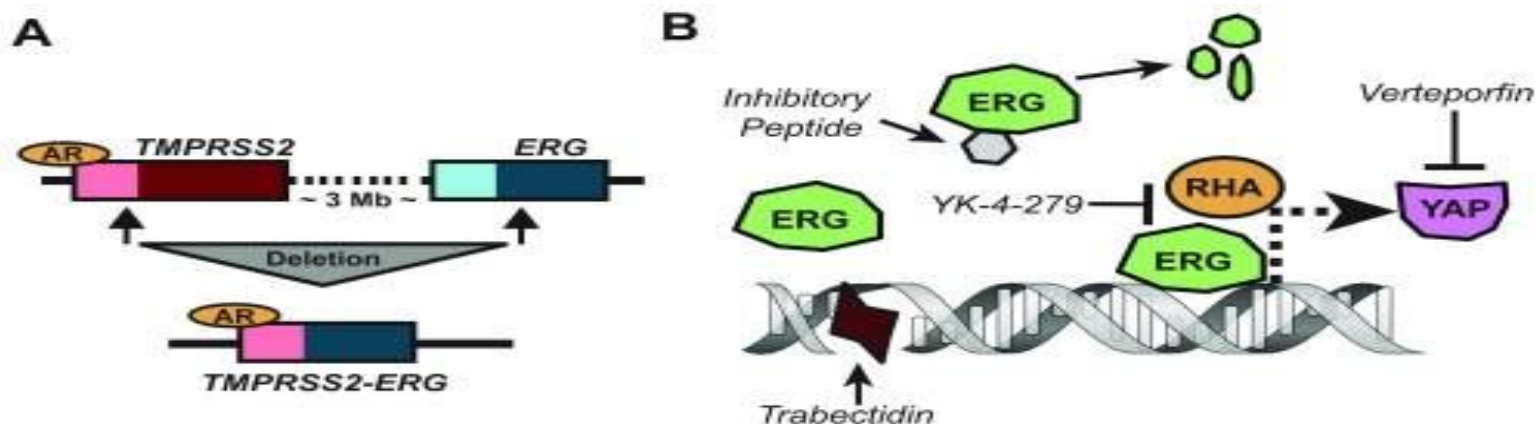 A
AR
TMPRSS2
ERG
~ 3 Mb ~
Deletion
AR
TMPRSS2-ERG
B
Inhibitory
Peptide
ERG
Verteporfin
ERG
YK-4-279
RHA
YAP
ERG
Trabectidin